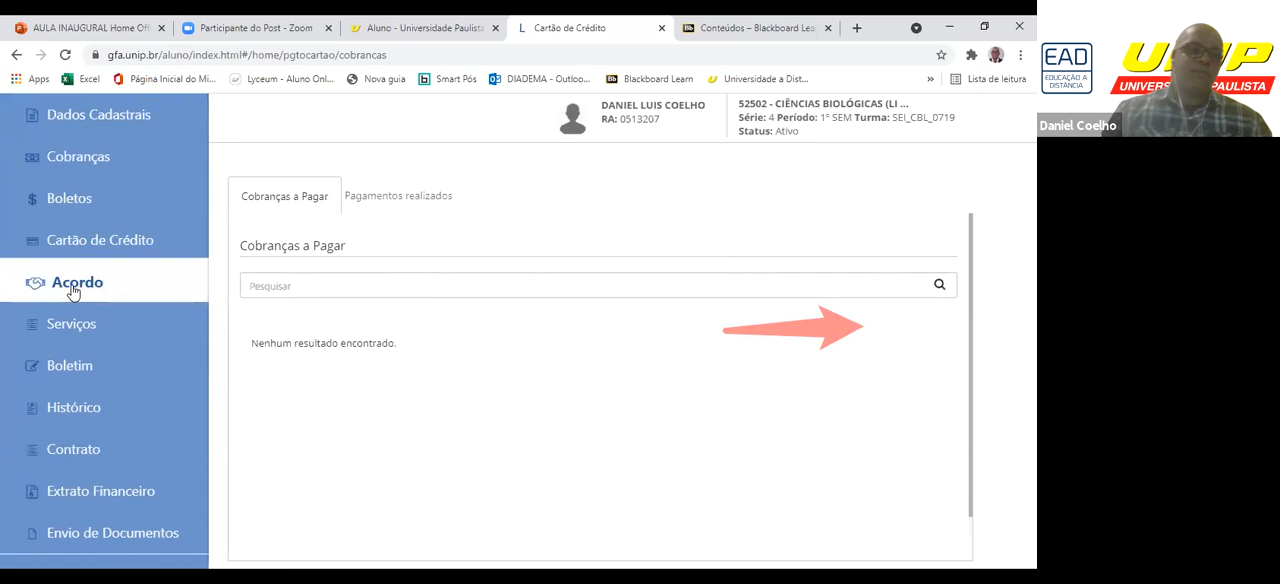 AULA INAUGURAL Home Offi
Participante do Post - Zoom
Aluno - Universidade Paulista
Cartão de Crédito
Conteúdos – Blackboard Lea
gfa.unip.br/aluno/index.html#/home/pgtocartao/cobrancas
Apps
Excel
Página Inicial do Mi...
Lyceum - Aluno Onl...
Nova guia
Smart Pós
DIADEMA - Outloo...
Blackboard Learn
Universidade a Dist...
»
Lista de leitura
Dados Cadastrais
Cobranças
Boletos
Cartão de Crédito
Acordo
Serviços
Boletim
Histórico
Contrato
Extrato Financeiro
Envio de Documentos
DANIEL LUIS COELHO
RA: 0513207
52502 - CIÊNCIAS BIOLÓGICAS (LI ...
Série: 4 Período: 1º SEM Turma: SEI_CBL_0719
Status: Ativo
Cobranças a Pagar
Pagamentos realizados
Cobranças a Pagar
Pesquisar
Nenhum resultado encontrado.
EAD
EDUCAÇÃO A
DISTÂNCIA
Daniel Coelho